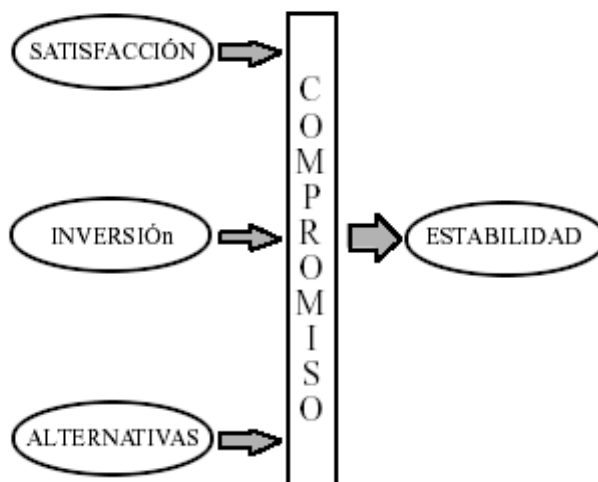 SATISFACCIÓN
INVERSIÓn
ALTERNATIVAS
COMPROMISO
ESTABILIDAD